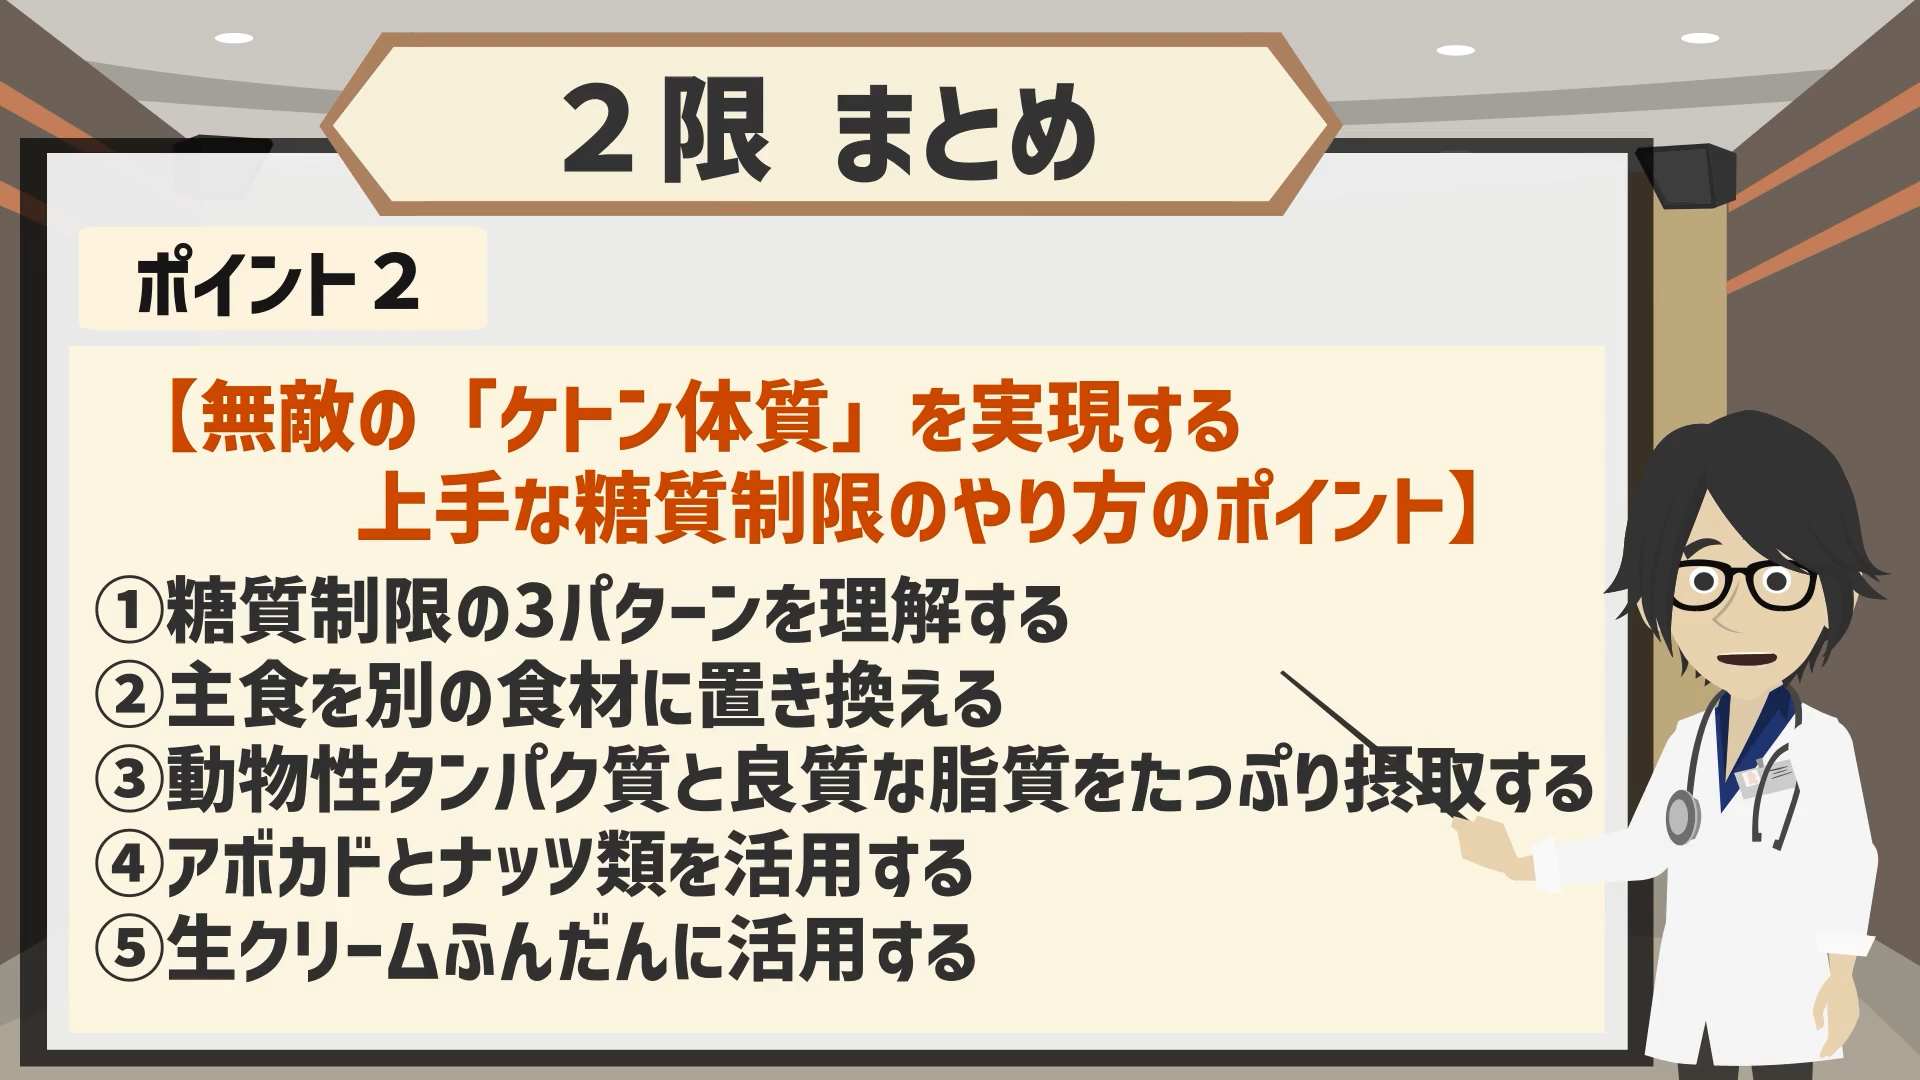 2限 まとめ
ポイント2
【無敵の「ケトン体質」を実現する
上手な糖質制限のやり方のポイント】
①糖質制限の3パターンを理解する
②主食を別の食材に置き換える
③動物性タンパク質と良質な脂質をたっぷり摂取する
④アボカドとナッツ類を活用する
⑤生クリームふんだんに活用する